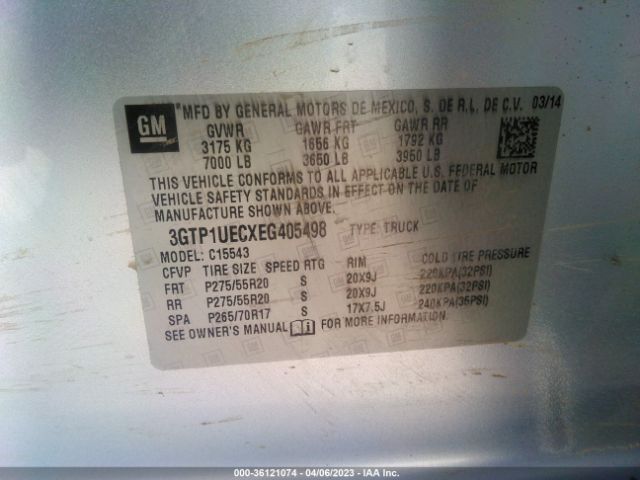 GM
*MFD BY GENERAL MOTORS DE MEXICO, S. DE R.L. DE C.V. 03/14
GVWR GAWR FRT GAWR RR
3175 KG 1656 KG 1792 KG
7000 LB 3650 LB 3950 LB
THIS VEHICLE CONFORMS TO ALL APPLICABLE U.S. FEDERAL MOTOR
VEHICLE SAFETY STANDARDS IN EFFECT ON THE DATE OF
MANUFACTURE SHOWN ABOVE.
3GTP1UECXEG405498 TYPE: TRUCK
MODEL: C15543
CFVP TIRE SIZE SPEED RTG RIM COLD TIRE PRESSURE
FRT P275/55R20 S 20X9J 220KPA(32PSI)
RR P275/55R20 S 20X9J 220KPA(32PSI)
SPA P265/70R17 S 17X7.5J 240KPA(35PSI)
SEE OWNER'S MANUAL FOR MORE INFORMATION.
000-36121074 / 04/06/2023 - IAA Inc.